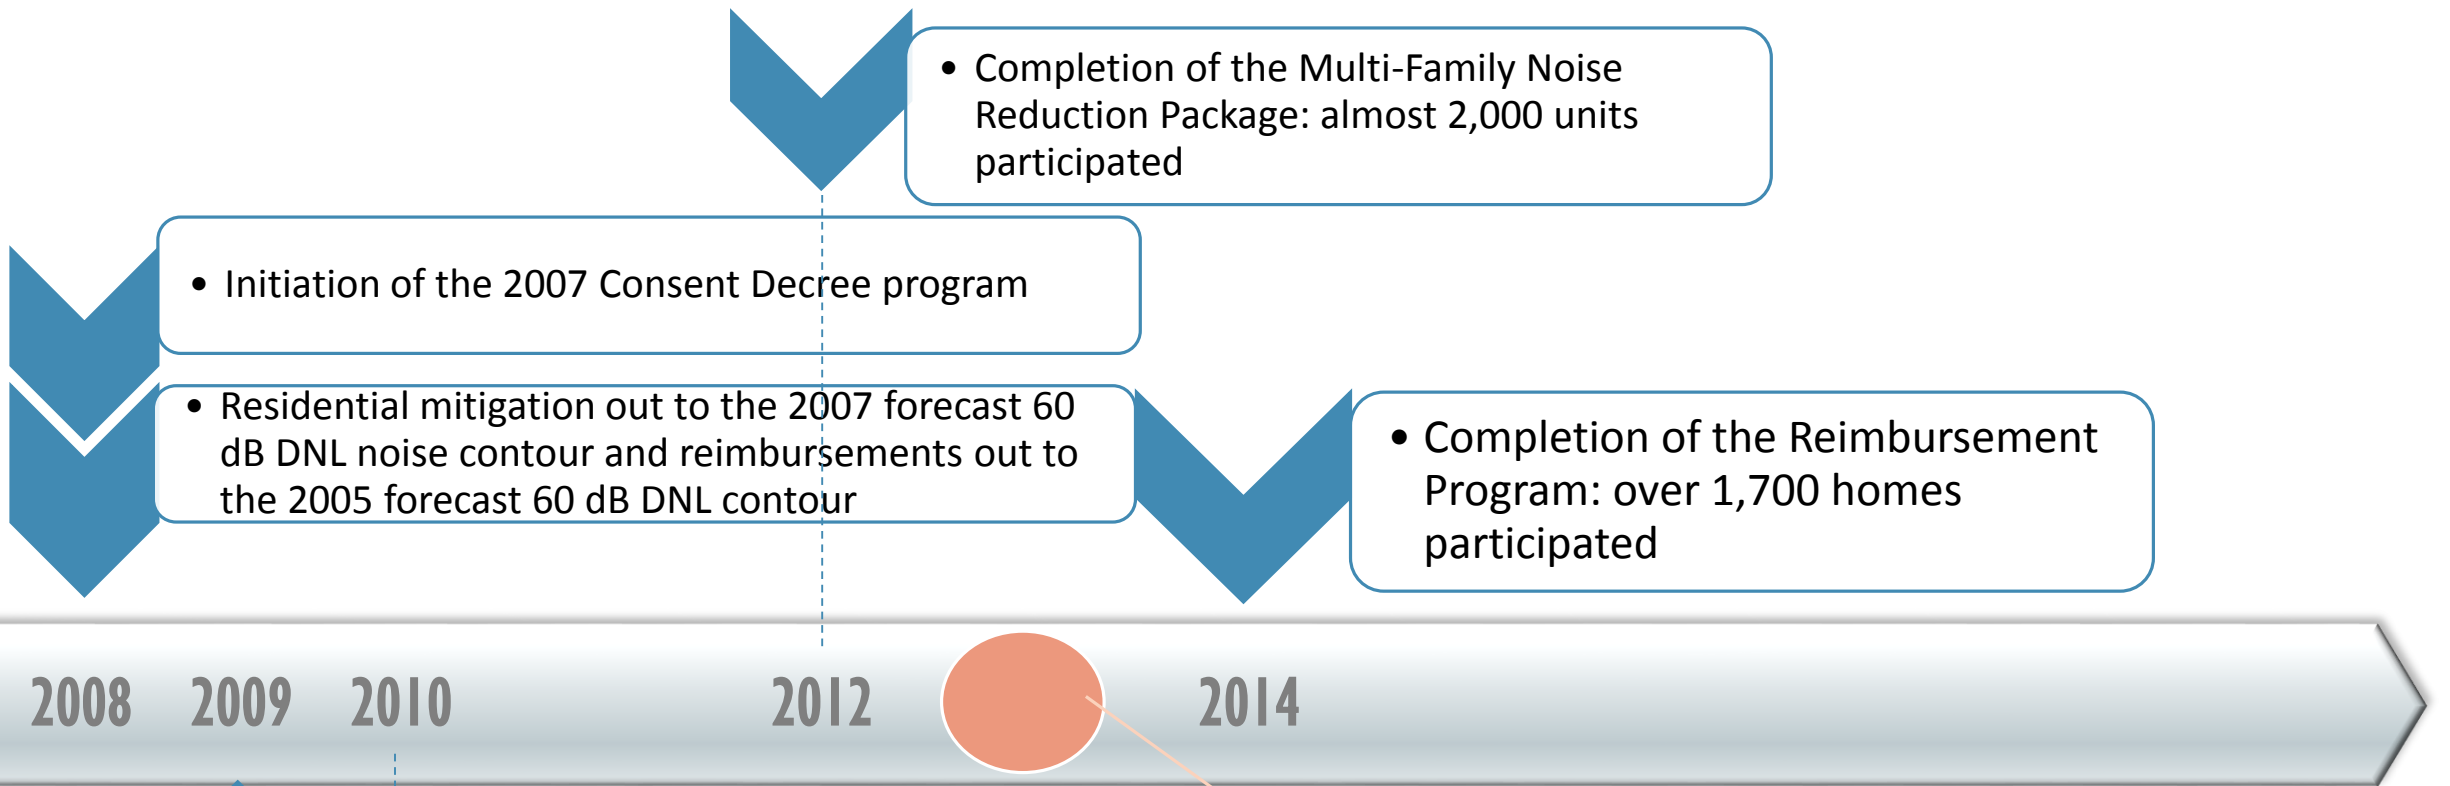 • Completion of the Multi-Family Noise
Reduction Package: almost 2,000 units
participated
• Initiation of the 2007 Consent Decree program
• Residential mitigation out to the 2007 forecast 60
dB DNL noise contour and reimbursements out to
the 2005 forecast 60 dB DNL contour
• Completion of the Reimbursement
Program: over 1,700 homes
participated
2008 2009 2010 2012 2014